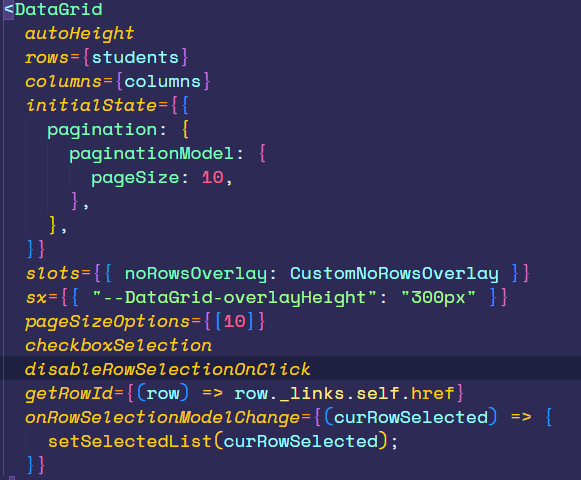 <DataGrid
autoHeight
rows={students}
columns={columns}
initialState={{
pagination: {
paginationModel: {
pageSize: 10,
},
},
}}
slots={{ noRowsOverlay: CustomNoRowsOverlay }}
sx={{ "--DataGrid-overlayHeight": "300px" }}
pageSizeOptions={[10]}
checkboxSelection
disableRowSelectionOnClick
getRowId={(row) => row._links.self.href}
onRowSelectionModelChange={(curRowSelected) => {
setSelectedList(curRowSelected);
}}